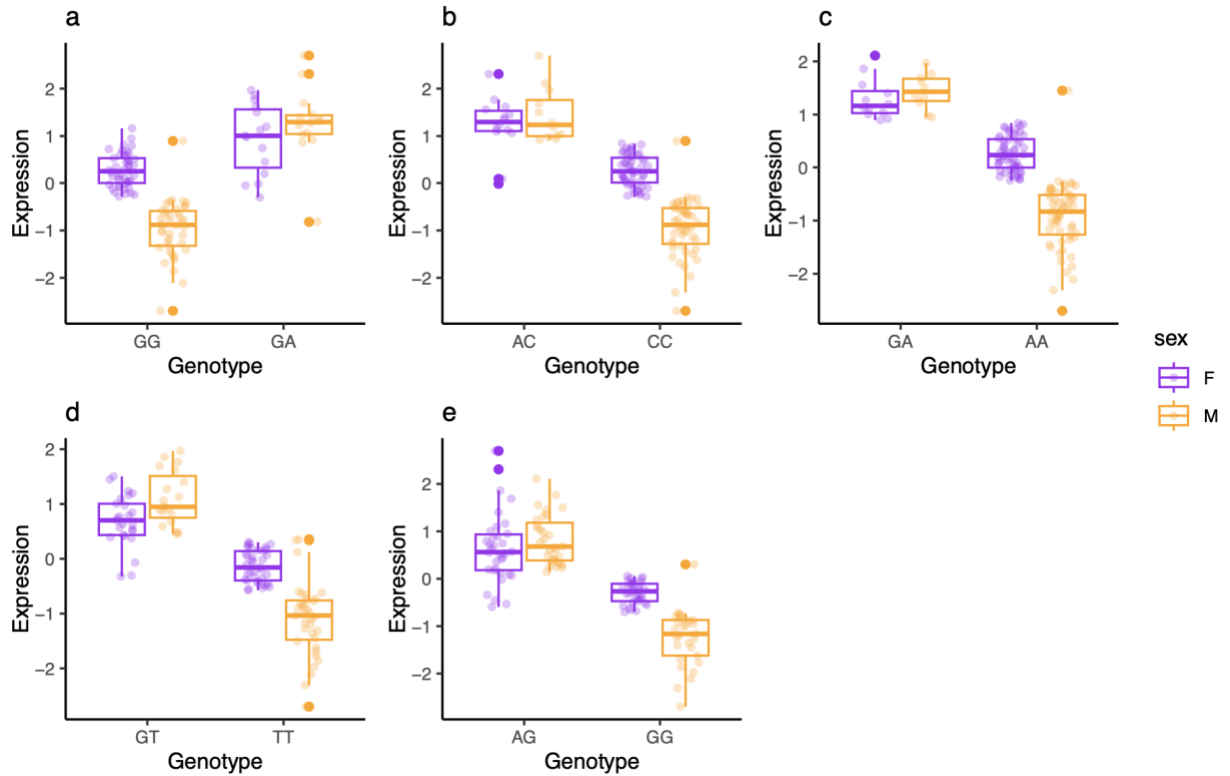 a
b
c
Expression
2
1
0
−1
−2
GG
GA
Genotype
Expression
2
1
0
−1
−2
AC
CC
Genotype
Expression
2
1
0
−1
−2
GA
AA
Genotype
sex
F
M
d
e
Expression
2
1
0
−1
−2
GT
TT
Genotype
Expression
2
1
0
−1
−2
AG
GG
Genotype